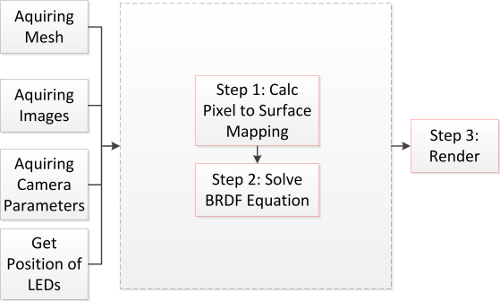 Aquiring
Mesh
Aquiring
Images
Aquiring
Camera
Parameters
Get
Position of
LEDs
Step 1: Calc
Pixel to Surface
Mapping
Step 2: Solve
BRDF Equation
Step 3:
Render